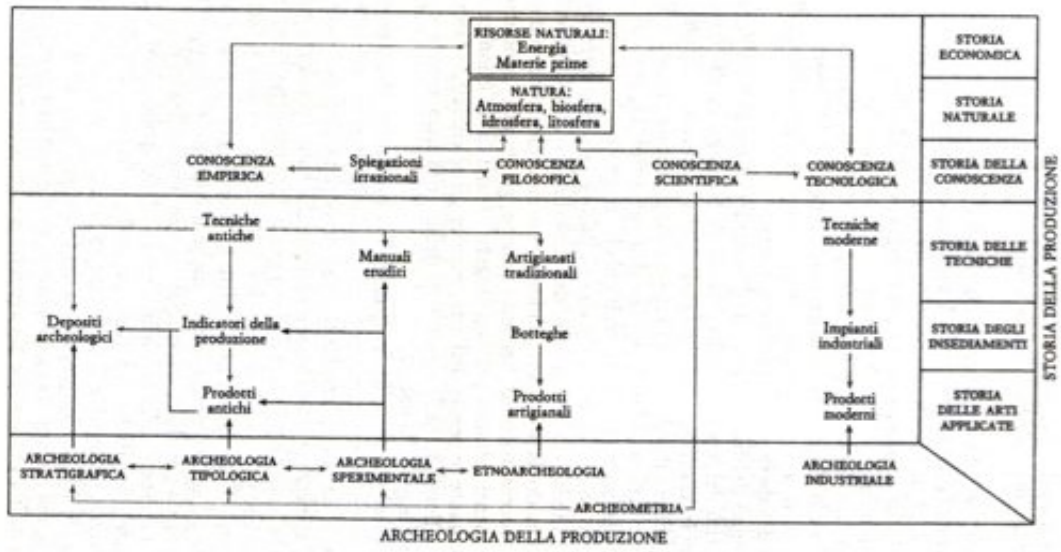 RISORSE NATURALI:
Energia
Materie prime
STORIA
ECONOMICA
NATURA:
Atmosfera, biosfera,
idrosfera, litosfera
STORIA
NATURALE
CONOSCENZA
EMPIRICA
Spiegazioni
irrazionali
CONOSCENZA
FILOSOFICA
CONOSCENZA
SCIENTIFICA
CONOSCENZA
TECNOLOGICA
STORIA DELLA
CONOSCENZA
Tecniche
antiche
Manuali
eruditi
Artigianati
tradizionali
Tecniche
moderne
STORIA DELLE
TECNICHE
Depositi
archeologici
Indicatori della
produzione
Botteghe
Impianti
industriali
STORIA DEGLI
INSEDIAMENTI
Prodotti
antichi
Prodotti
artigianali
Prodotti
moderni
STORIA
DELLE ARTI
APPLICATE
STORIA DELLA PRODUZIONE
ARCHEOLOGIA
STRATIGRAFICA
ARCHEOLOGIA
TIPOLOGICA
ARCHEOLOGIA
SPERIMENTALE
ETNOARCHEOLOGIA
ARCHEOLOGIA
INDUSTRIALE
ARCHEOMETRIA
ARCHEOLOGIA DELLA PRODUZIONE